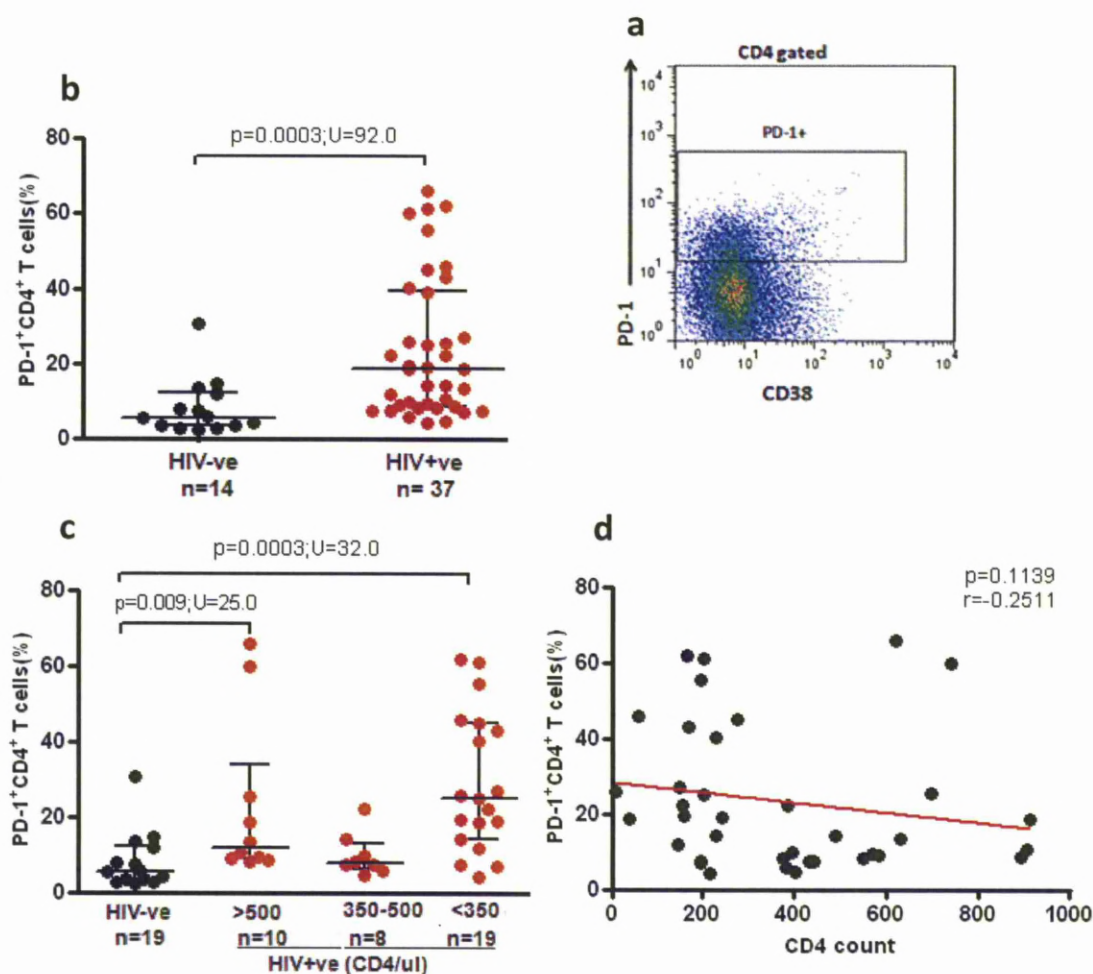 a
CD4 gated
PD-1+
10⁴
10³
10²
10¹
10⁰
PD-1
10⁰ 10¹ 10² 10³ 10⁴
CD38
b
p=0.0003;U=92.0
80
60
40
20
0
PD-1⁺CD4⁺ T cells(%)
HIV-ve HIV+ve
n=14 n= 37
c
p=0.0003;U=32.0
p=0.009;U=25.0
80
60
40
20
0
PD-1⁺CD4⁺ T cells(%)
HIV-ve >500 350-500 <350
n=19 n=10 n=8 n=19
HIV+ve (CD4/ul)
d
p=0.1139
r=-0.2511
80
60
40
20
0
PD-1⁺CD4⁺ T cells(%)
0 200 400 600 800 1000
CD4 count